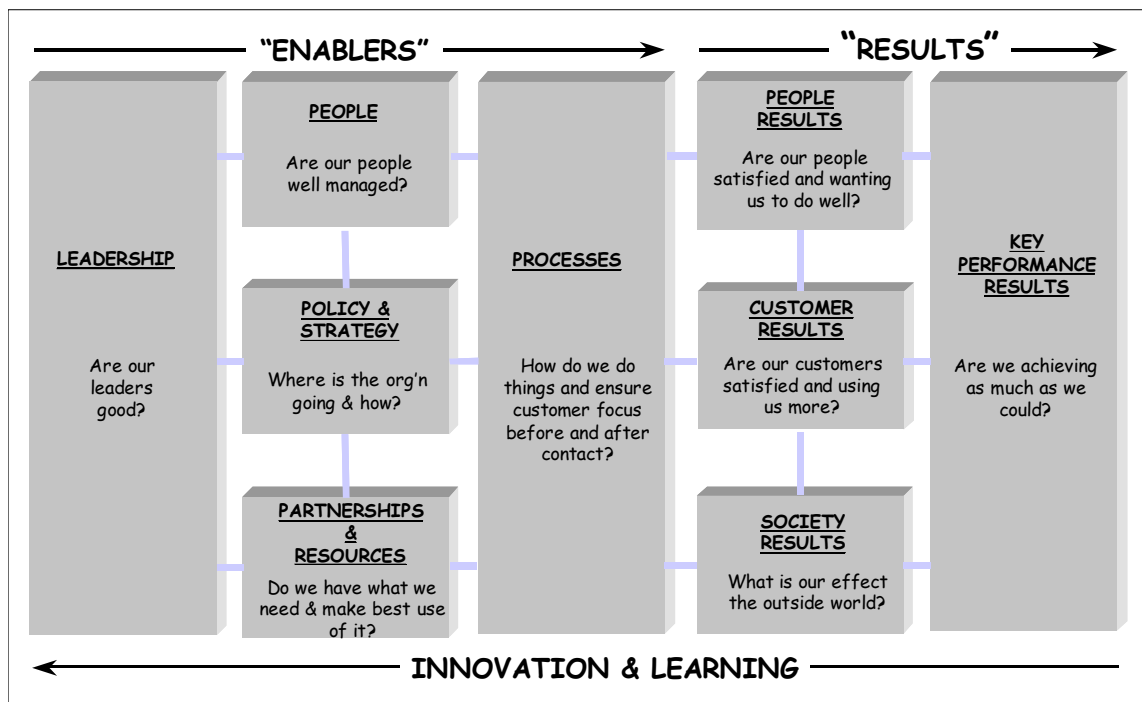 “ENABLERS”
“RESULTS”
LEADERSHIP
Are our
leaders
good?
PEOPLE
Are our people
well managed?
POLICY &
STRATEGY
Where is the org’n
going & how?
PARTNERSHIPS
&
RESOURCES
Do we have what we
need & make best use
of it?
PROCESSES
How do we do
things and ensure
customer focus
before and after
contact?
PEOPLE
RESULTS
Are our people
satisfied and wanting
us to do well?
CUSTOMER
RESULTS
Are our customers
satisfied and using
us more?
SOCIETY
RESULTS
What is our effect
the outside world?
KEY
PERFORMANCE
RESULTS
Are we achieving
as much as we
could?
INNOVATION & LEARNING